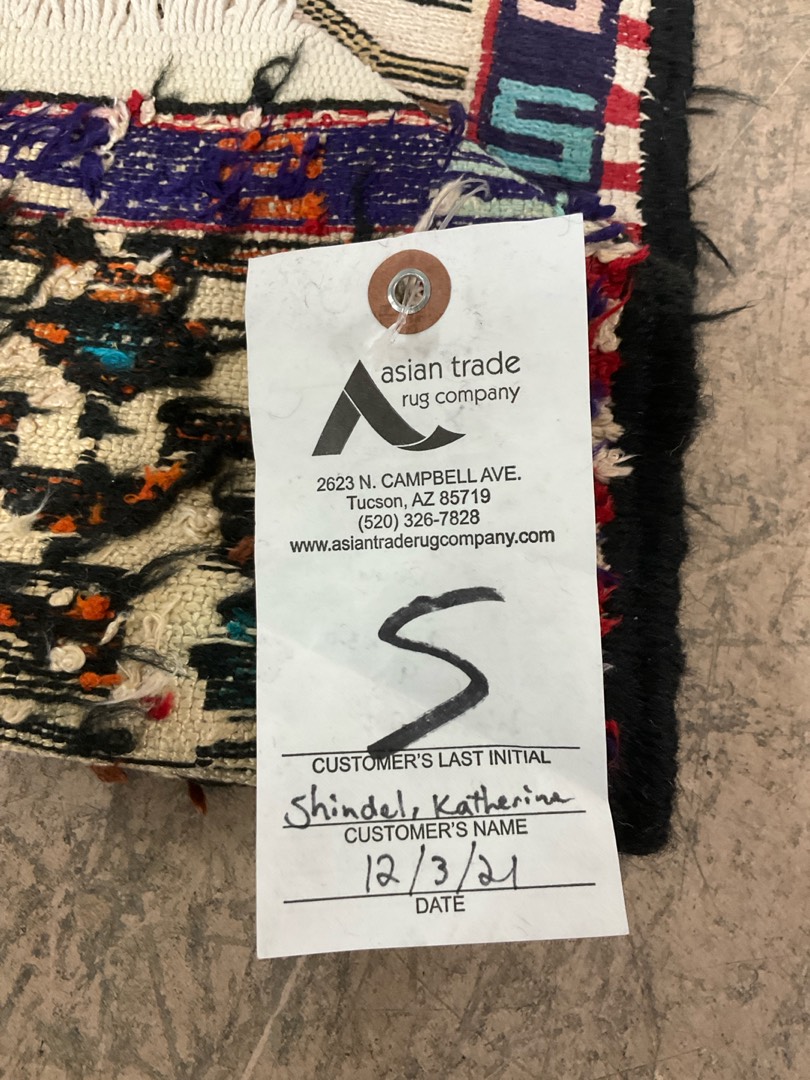 asian trade
rug company
2623 N. CAMPBELL AVE.
Tucson, AZ 85719
(520) 326-7828
www.asiantraderugcompany.com
S
CUSTOMER'S LAST INITIAL
Shindel, Katherine
CUSTOMER'S NAME
12/3/21
DATE